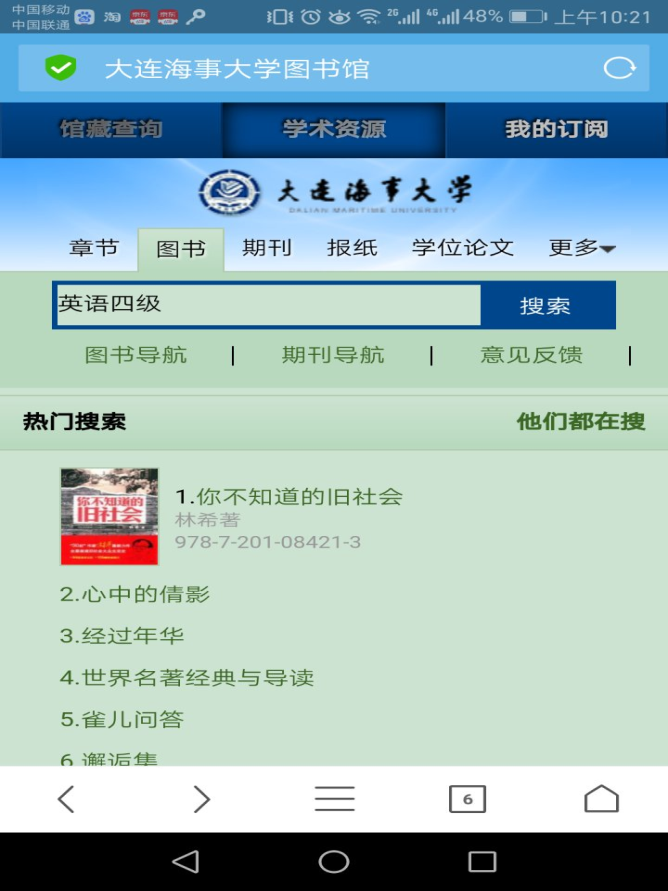 中国移动
中国联通
淘
2G
4G
48%
上午10:21
大连海事大学图书馆
馆藏查询 学术资源 我的订阅
大连海事大学
DALIAN MARITIME UNIVERSITY
章节 图书 期刊 报纸 学位论文 更多
英语四级 搜索
图书导航 | 期刊导航 | 意见反馈 |
热门搜索 他们都在搜
你不知道的
旧社会
1.你不知道的旧社会
林希著
978-7-201-08421-3
2.心中的倩影
3.经过年华
4.世界名著经典与导读
5.雀儿问答
6.邂逅集
6